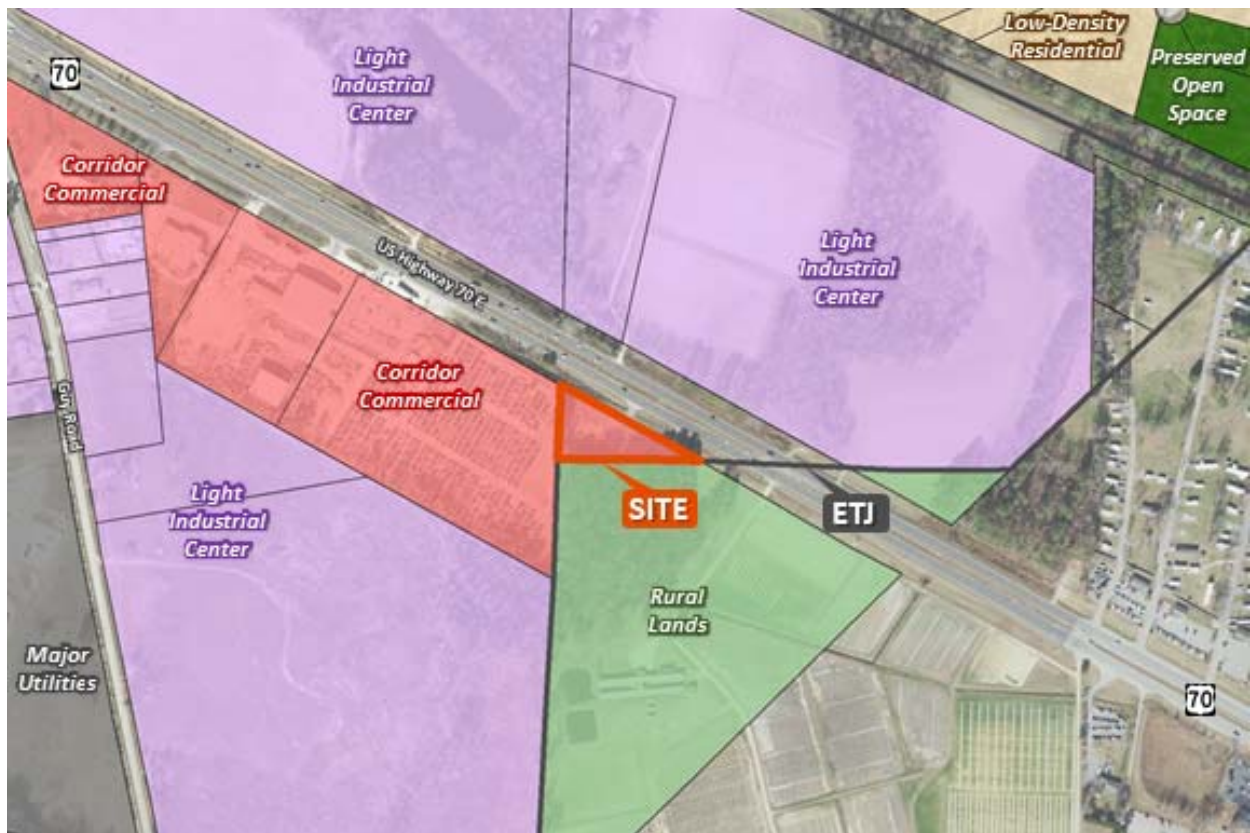 Low-Density
Residential
Preserved
Open
Space
70
Light
Industrial
Center
Corridor
Commercial
US Highway 70 E
Light
Industrial
Center
Corridor
Commercial
Guy Road
Light
Industrial
Center
SITE
ETJ
Rural
Lands
Major
Utilities
70